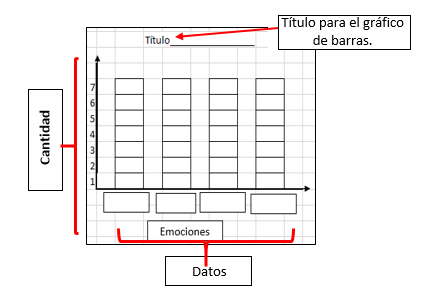 Título para el gráfico
de barras.
Título
Cantidad
7
6
5
4
3
2
1
Emociones
Datos